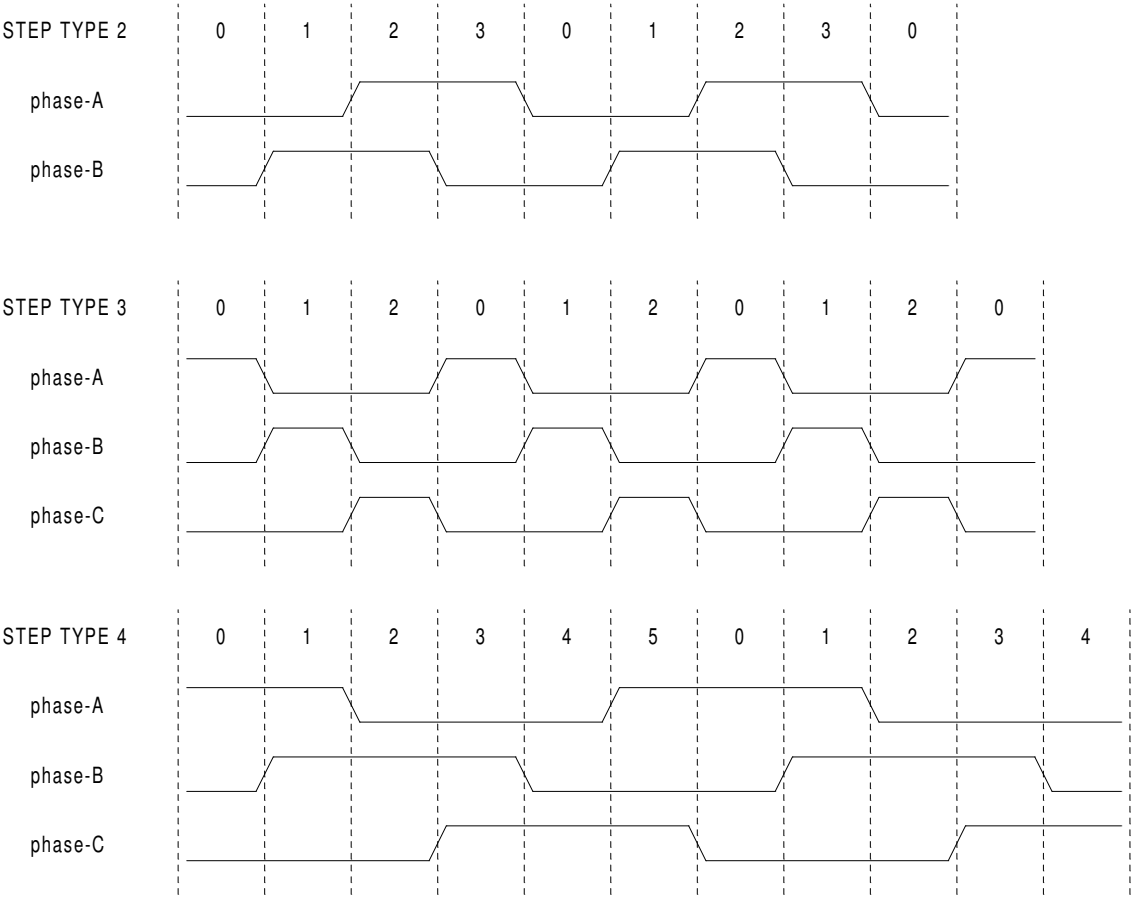 STEP TYPE 2 0 1 2 3 0 1 2 3 0
phase-A
phase-B
STEP TYPE 3 0 1 2 0 1 2 0 1 2 0
phase-A
phase-B
phase-C
STEP TYPE 4 0 1 2 3 4 5 0 1 2 3 4
phase-A
phase-B
phase-C